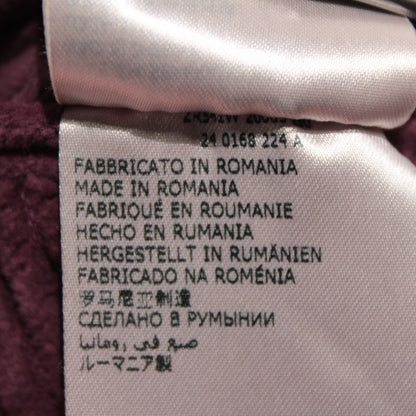 24 0168 224 A
FABBRICATO IN ROMANIA
MADE IN ROMANIA
FABRIQUÉ EN ROUMANIE
HECHO EN RUMANIA
HERGESTELLT IN RUMÄNIEN
FABRICADO NA ROMÉNIA
罗马尼亚制造
СДЕЛАНО В РУМЫНИИ
صنع في رومانيا
ルーマニア製